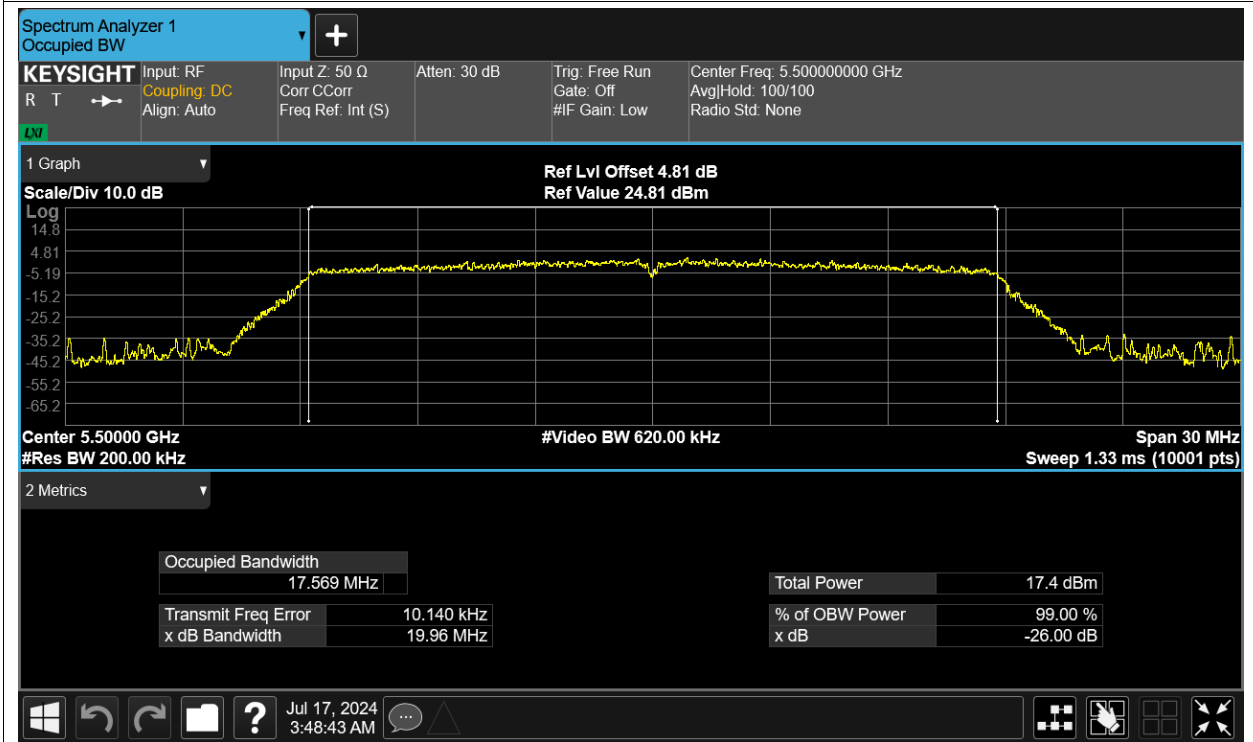 Spectrum Analyzer 1
Occupied BW
KEYSIGHT Input: RF Input Z: 50 Ω Atten: 30 dB Trig: Free Run Center Freq: 5.500000000 GHz
R T Coupling: DC Corr CCorr Gate: Off Avg|Hold: 100/100
Align: Auto Freq Ref: Int (S) #IF Gain: Low Radio Std: None
LXI
1 Graph
Ref Lvl Offset 4.81 dB
Scale/Div 10.0 dB Ref Value 24.81 dBm
Log
14.8
4.81
-5.19
-15.2
-25.2
-35.2
-45.2
-55.2
-65.2
Center 5.50000 GHz #Video BW 620.00 kHz Span 30 MHz
#Res BW 200.00 kHz Sweep 1.33 ms (10001 pts)
2 Metrics
Occupied Bandwidth
17.569 MHz Total Power 17.4 dBm
Transmit Freq Error 10.140 kHz % of OBW Power 99.00 %
x dB Bandwidth 19.96 MHz x dB -26.00 dB
? Jul 17, 2024
3:48:43 AM